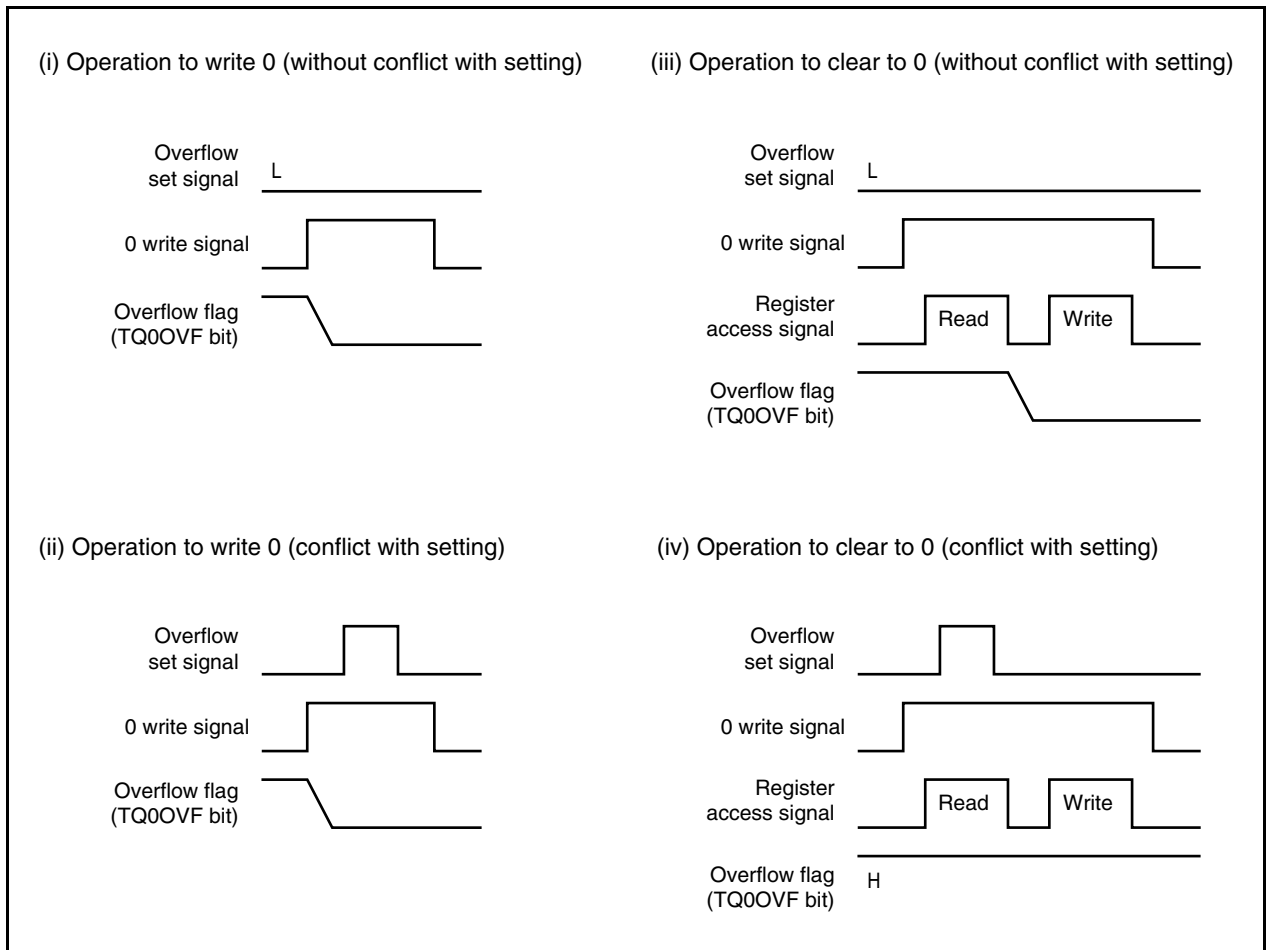 (i) Operation to write 0 (without conflict with setting)
Overflow
set signal
L
0 write signal
Overflow flag
(TQ0OVF bit)
(iii) Operation to clear to 0 (without conflict with setting)
Overflow
set signal
L
0 write signal
Register
access signal
Read
Write
Overflow flag
(TQ0OVF bit)
(ii) Operation to write 0 (conflict with setting)
Overflow
set signal
0 write signal
Overflow flag
(TQ0OVF bit)
(iv) Operation to clear to 0 (conflict with setting)
Overflow
set signal
0 write signal
Register
access signal
Read
Write
Overflow flag
(TQ0OVF bit)
H